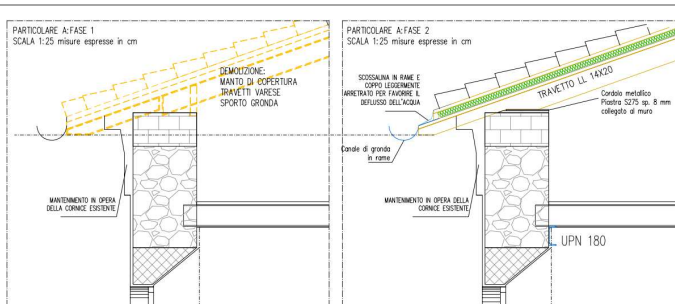 PARTICOLARE A:FASE 1
SCALA 1:25 misure espresse in cm
DEMOLIZIONE:
MANTO DI COPERTURA
TRAVETTI VARESE
SPORTO GRONDA
MANTENIMENTO IN OPERA
DELLA CORNICE ESISTENTE
PARTICOLARE A:FASE 2
SCALA 1:25 misure espresse in cm
SCOSSALINA IN RAME E
COPPO LEGGERMENTE
ARRETRATO PER FAVORIRE IL
DEFLUSSO DELL'ACQUA
TRAVETTO LL 14X20
Cordolo metallico
Piastra S275 sp. 8 mm
collegato al muro
Canale di gronda
in rame
MANTENIMENTO IN OPERA
DELLA CORNICE ESISTENTE
UPN 180